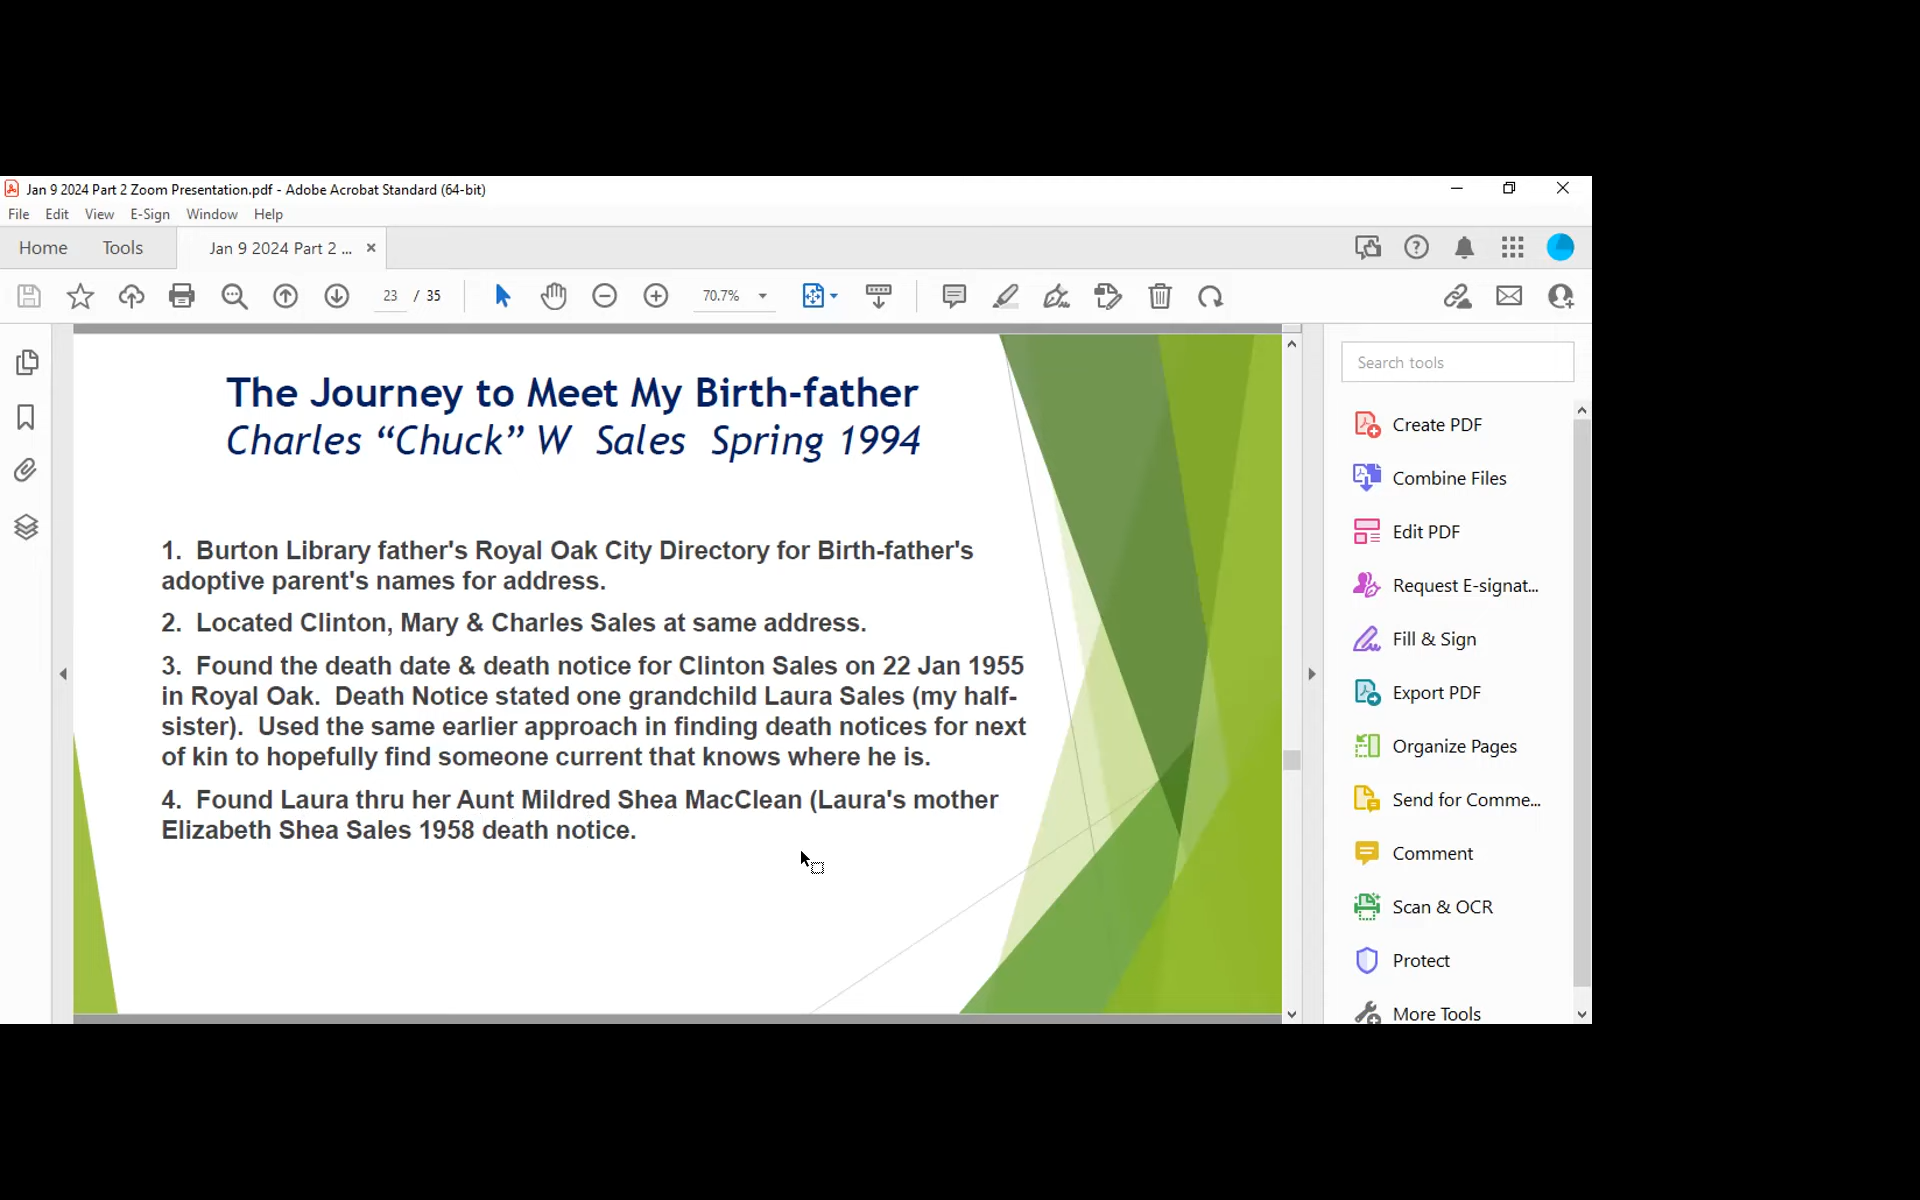 Jan 9 2024 Part 2 Zoom Presentation.pdf - Adobe Acrobat Standard (64-bit)
File Edit View E-Sign Window Help
Home Tools Jan 9 2024 Part 2 ...
23 / 35 70.7%
The Journey to Meet My Birth-father
Charles “Chuck” W Sales Spring 1994
1. Burton Library father's Royal Oak City Directory for Birth-father's
adoptive parent's names for address.
2. Located Clinton, Mary & Charles Sales at same address.
3. Found the death date & death notice for Clinton Sales on 22 Jan 1955
in Royal Oak. Death Notice stated one grandchild Laura Sales (my half-
sister). Used the same earlier approach in finding death notices for next
of kin to hopefully find someone current that knows where he is.
4. Found Laura thru her Aunt Mildred Shea MacClean (Laura's mother
Elizabeth Shea Sales 1958 death notice.
Search tools
Create PDF
Combine Files
Edit PDF
Request E-signat...
Fill & Sign
Export PDF
Organize Pages
Send for Comme...
Comment
Scan & OCR
Protect
More Tools